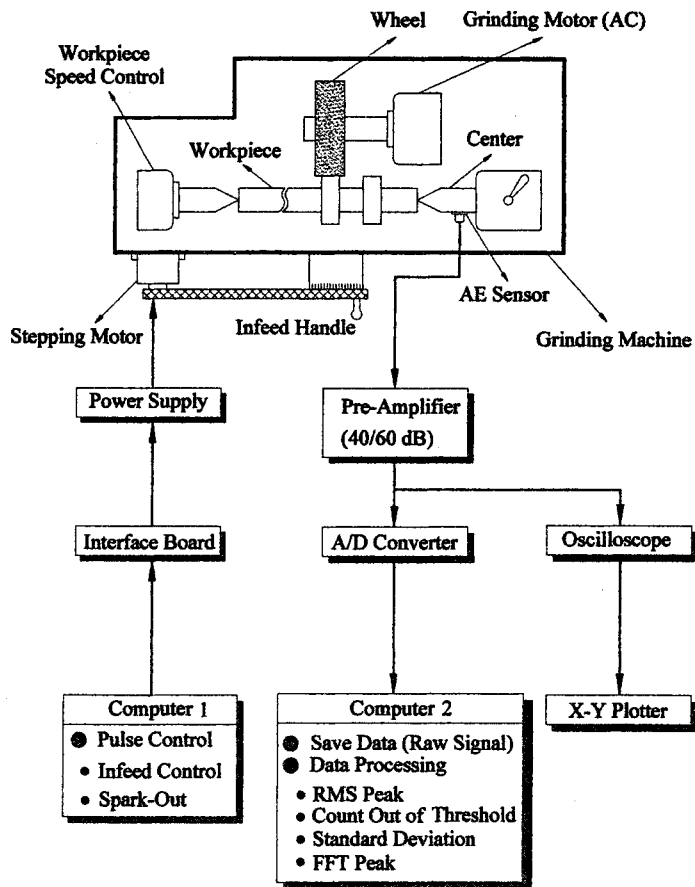 Wheel
Grinding Motor (AC)
Workpiece
Speed Control
Workpiece
Center
AE Sensor
Stepping Motor
Infeed Handle
Grinding Machine
Power Supply
Pre-Amplifier
(40/60 dB)
Interface Board
A/D Converter
Oscilloscope
Computer 1
Pulse Control
Infeed Control
Spark-Out
Computer 2
Save Data (Raw Signal)
Data Processing
RMS Peak
Count Out of Threshold
Standard Deviation
FFT Peak
X-Y Plotter